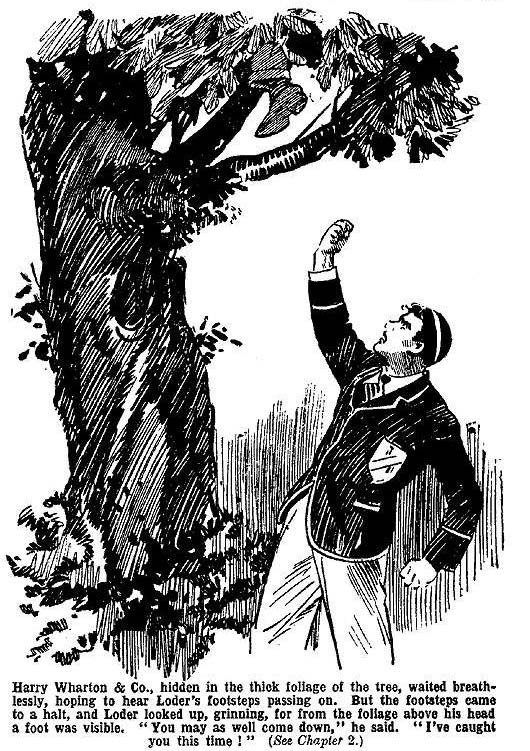 Harry Wharton & Co., hidden in the thick foliage of the tree, waited breath-
lessly, hoping to hear Loder's footsteps passing on. But the footsteps came
to a halt, and Loder looked up, grinning, for from the foliage above his head
a foot was visible. "You may as well come down," he said. "I've caught
you this time!" (See Chapter 2.)